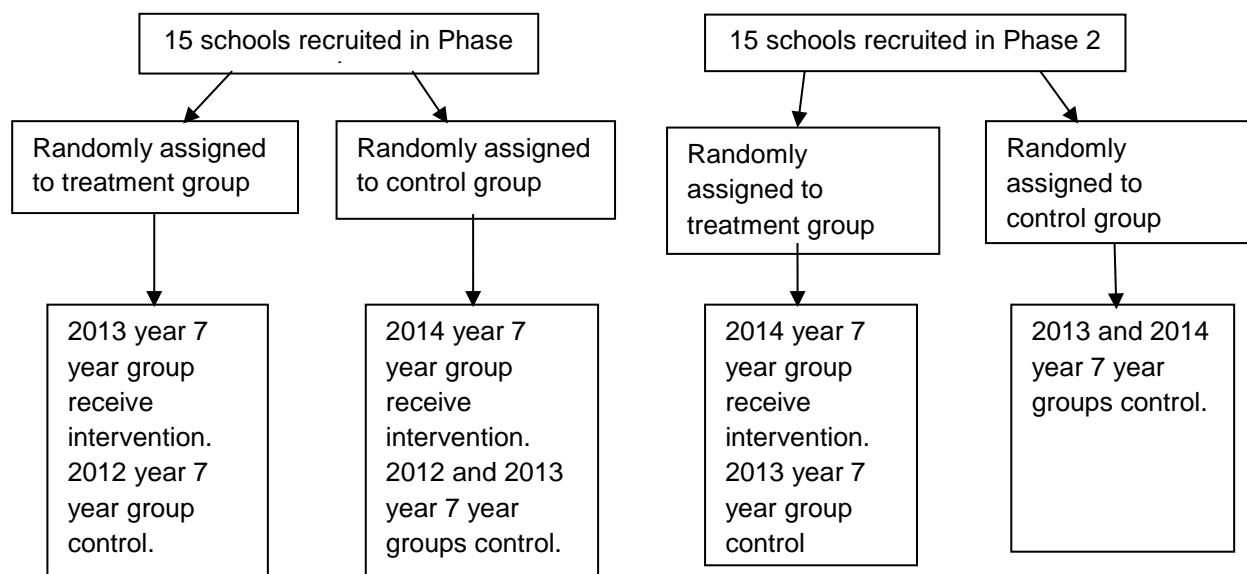 15 schools recruited in Phase
15 schools recruited in Phase 2
Randomly assigned
to treatment group
Randomly assigned
to control group
Randomly
assigned to
treatment group
Randomly
assigned to
control group
2013 year 7
year group
receive
intervention.
2012 year 7
year group
control.
2014 year 7
year group
receive
intervention.
2012 and 2013
year 7 year
groups control.
2014 year 7
year group
receive
intervention.
2013 year 7
year group
control
2013 and 2014
year 7 year
groups control.